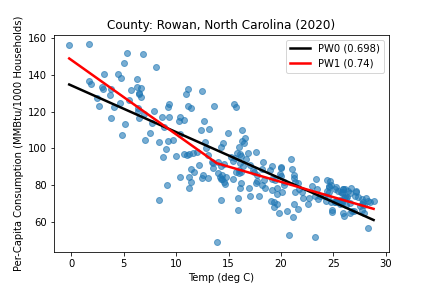 County: Rowan, North Carolina (2020)
Per-Capita Consumption (MMBtu/1000 Households)
160
140
120
100
80
60
PW0 (0.698)
PW1 (0.74)
0 5 10 15 20 25 30
Temp (deg C)